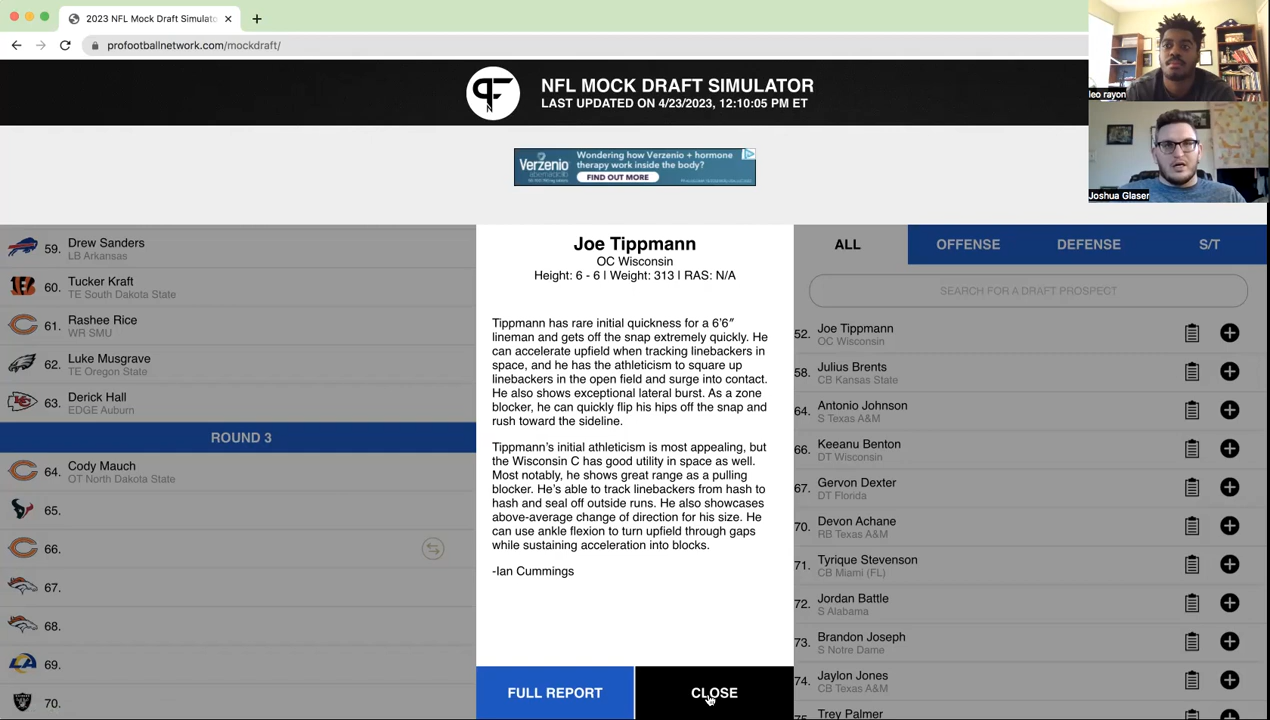 2023 NFL Mock Draft Simulato
profootballnetwork.com/mockdraft/
PF
N
NFL MOCK DRAFT SIMULATOR
LAST UPDATED ON 4/23/2023, 12:10:05 PM ET
leo rayon
Joshua Glaser
Verzenio
abemaciclib
Wondering how Verzenio + hormone
therapy work inside the body?
FIND OUT MORE
59. Drew Sanders
LB Arkansas
60. Tucker Kraft
TE South Dakota State
61. Rashee Rice
WR SMU
62. Luke Musgrave
TE Oregon State
63. Derick Hall
EDGE Auburn
ROUND 3
64. Cody Mauch
OT North Dakota State
65.
66.
67.
68.
69.
70.
Joe Tippmann
OC Wisconsin
Height: 6 - 6 | Weight: 313 | RAS: N/A
Tippmann has rare initial quickness for a 6'6″
lineman and gets off the snap extremely quickly. He
can accelerate upfield when tracking linebackers in
space, and he has the athleticism to square up
linebackers in the open field and surge into contact.
He also shows exceptional lateral burst. As a zone
blocker, he can quickly flip his hips off the snap and
rush toward the sideline.
Tippmann's initial athleticism is most appealing, but
the Wisconsin C has good utility in space as well.
Most notably, he shows great range as a pulling
blocker. He's able to track linebackers from hash to
hash and seal off outside runs. He also showcases
above-average change of direction for his size. He
can use ankle flexion to turn upfield through gaps
while sustaining acceleration into blocks.
-Ian Cummings
FULL REPORT
CLOSE
ALL
OFFENSE
DEFENSE
S/T
SEARCH FOR A DRAFT PROSPECT
52. Joe Tippmann
OC Wisconsin
58. Julius Brents
CB Kansas State
64. Antonio Johnson
S Texas A&M
66. Keeanu Benton
DT Wisconsin
67. Gervon Dexter
DT Florida
70. Devon Achane
RB Texas A&M
71. Tyrique Stevenson
CB Miami (FL)
72. Jordan Battle
S Alabama
73. Brandon Joseph
S Notre Dame
74. Jaylon Jones
CB Texas A&M
75. Trey Palmer